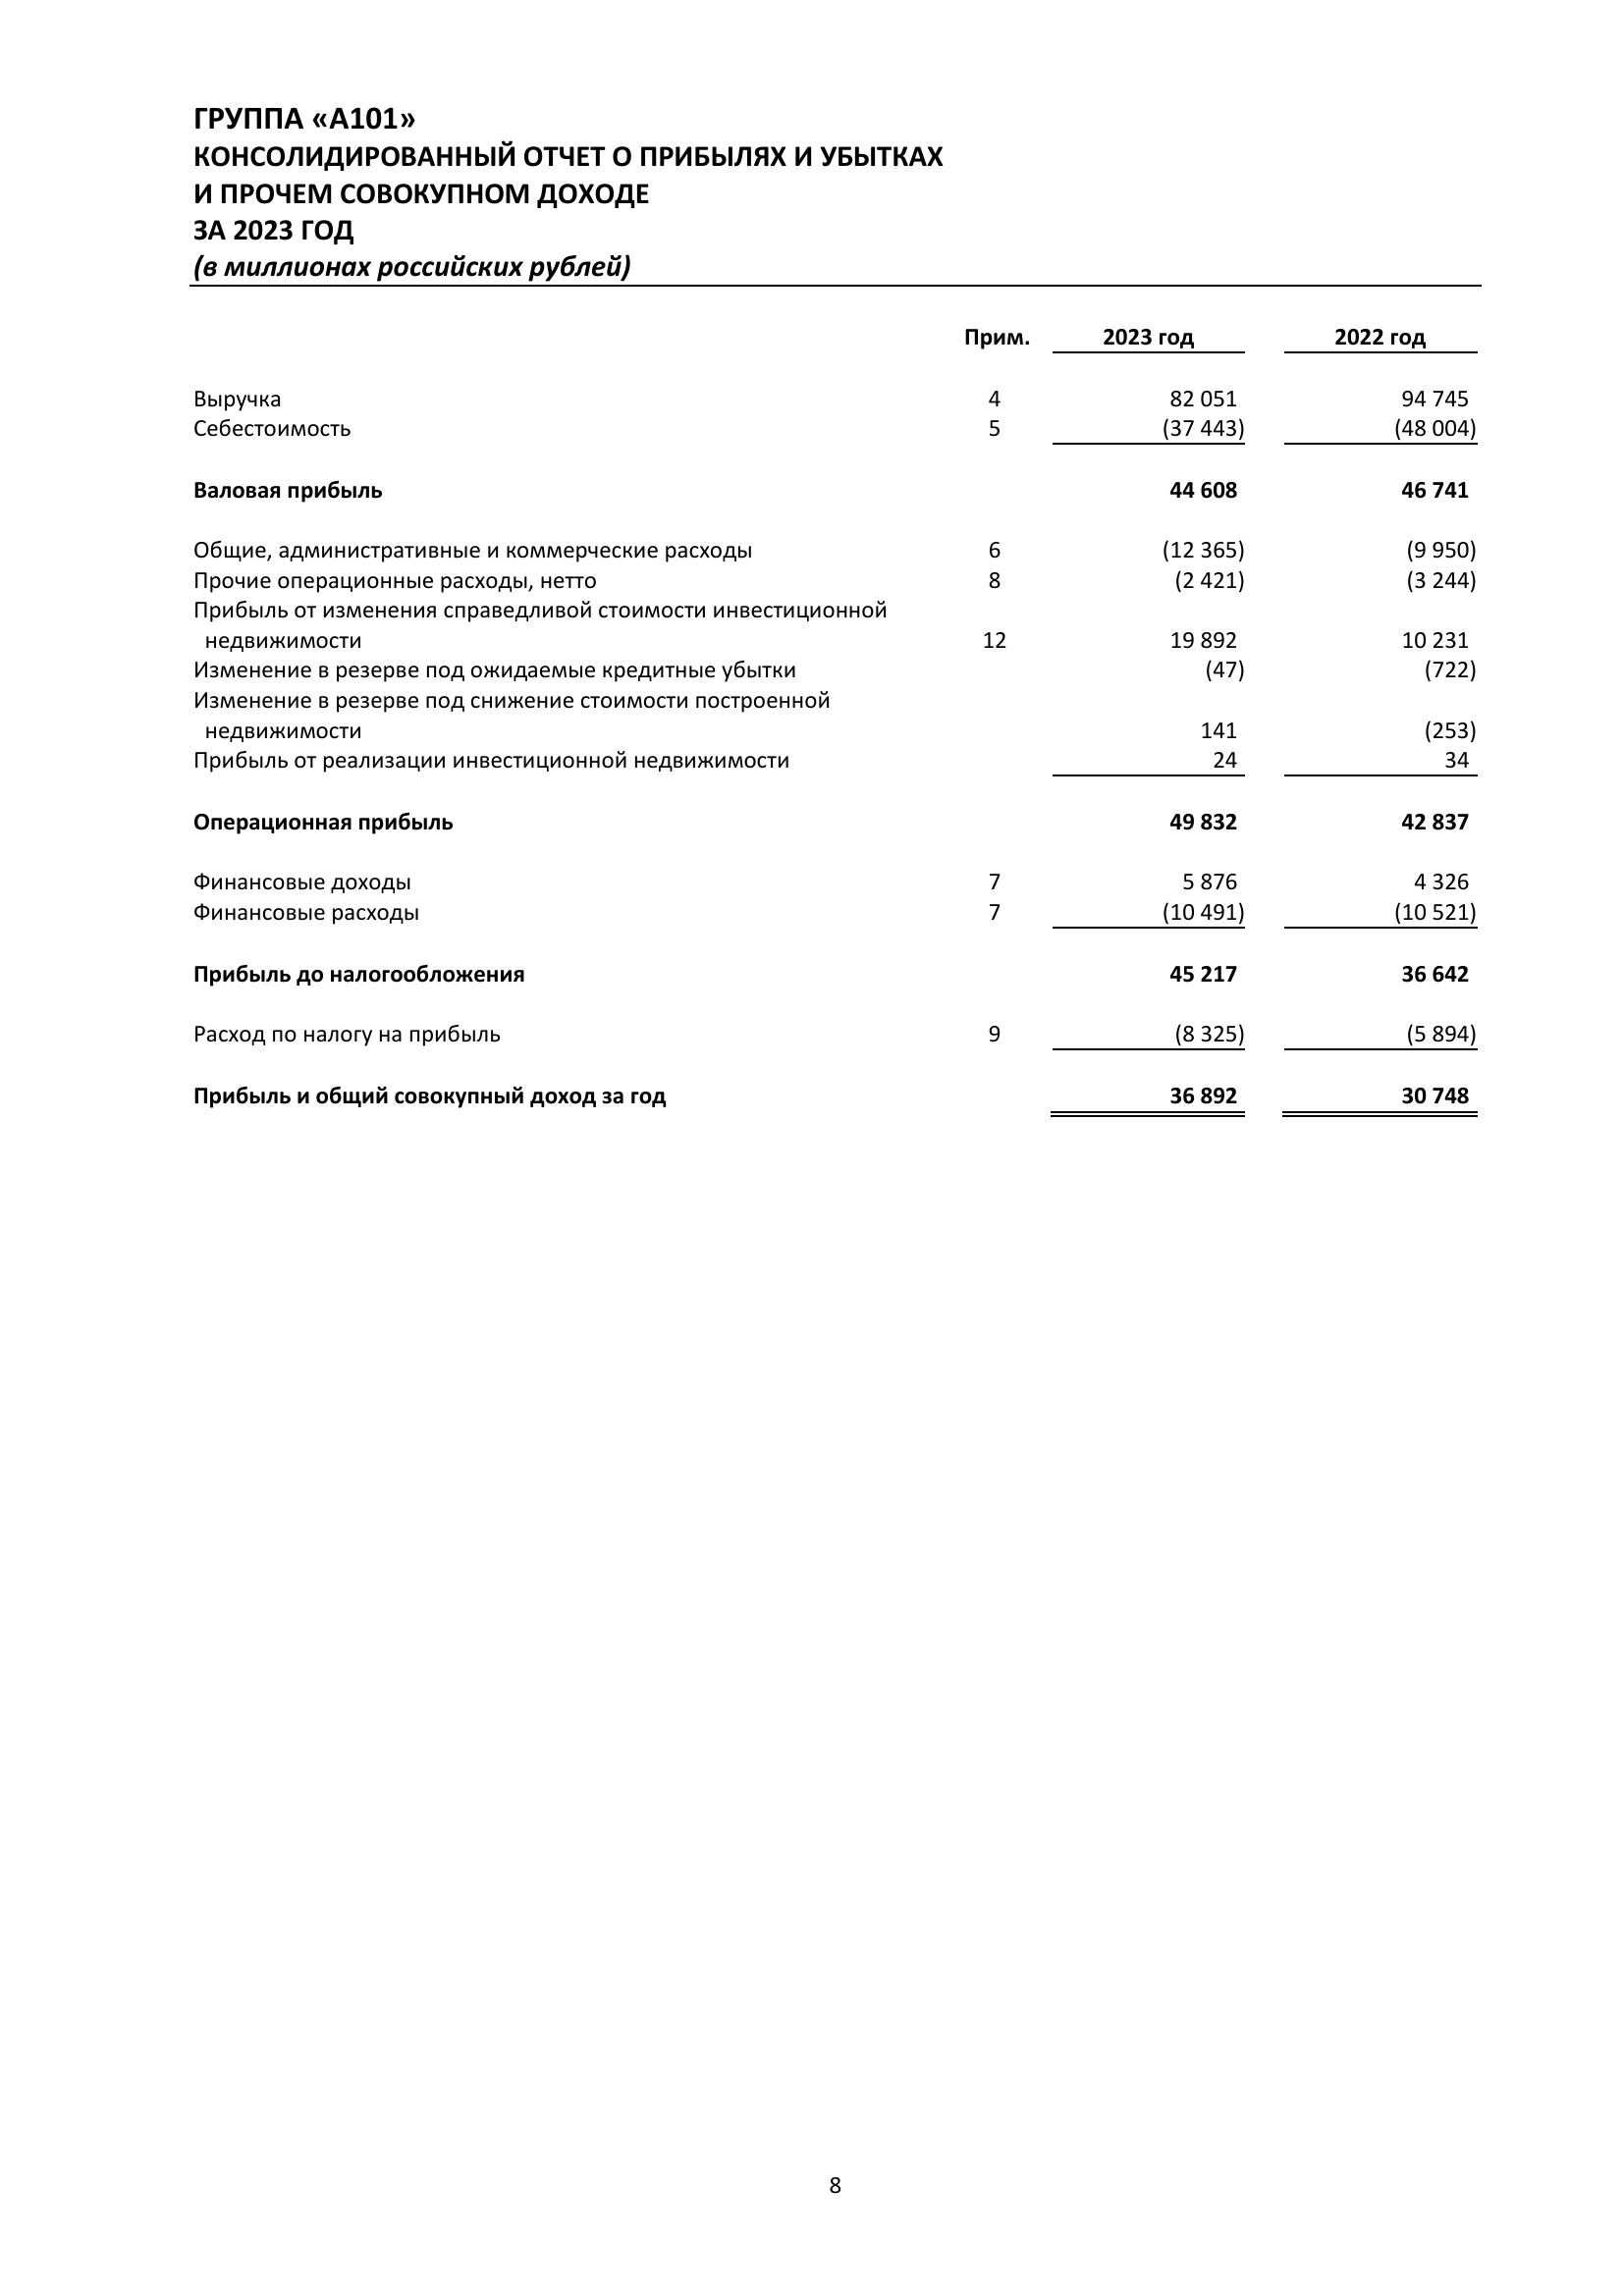 ГРУППА «А101»
КОНСОЛИДИРОВАННЫЙ ОТЧЕТ О ПРИБЫЛЯХ И УБЫТКАХ
И ПРОЧЕМ СОВОКУПНОМ ДОХОДЕ
ЗА 2023 ГОД
(в миллионах российских рублей)
Прим. 2023 год 2022 год
Выручка 4 82 051 94 745
Себестоимость 5 (37 443) (48 004)
Валовая прибыль 44 608 46 741
Общие, административные и коммерческие расходы 6 (12 365) (9 950)
Прочие операционные расходы, нетто 8 (2 421) (3 244)
Прибыль от изменения справедливой стоимости инвестиционной
недвижимости 12 19 892 10 231
Изменение в резерве под ожидаемые кредитные убытки (47) (722)
Изменение в резерве под снижение стоимости построенной
недвижимости 141 (253)
Прибыль от реализации инвестиционной недвижимости 24 34
Операционная прибыль 49 832 42 837
Финансовые доходы 7 5 876 4 326
Финансовые расходы 7 (10 491) (10 521)
Прибыль до налогообложения 45 217 36 642
Расход по налогу на прибыль 9 (8 325) (5 894)
Прибыль и общий совокупный доход за год 36 892 30 748
8